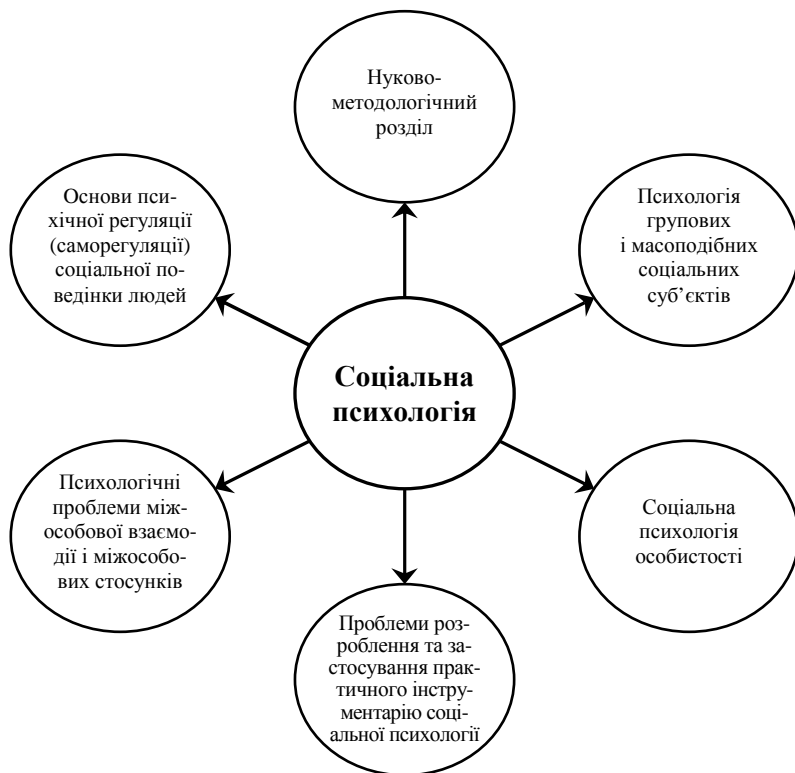 Нуково-
методологічний
розділ
Основи пси-
хічної регуляції
(саморегуляції)
соціальної по-
ведінки людей
Психологія
групових
і масоподібних
соціальних
суб’єктів
Соціальна
психологія
Психологічні
проблеми між-
особової взаємо-
дії і міжособо-
вих стосунків
Соціальна
психологія
особистості
Проблеми роз-
роблення та за-
стосування прак-
тичного інстру-
ментарію соці-
альної психології